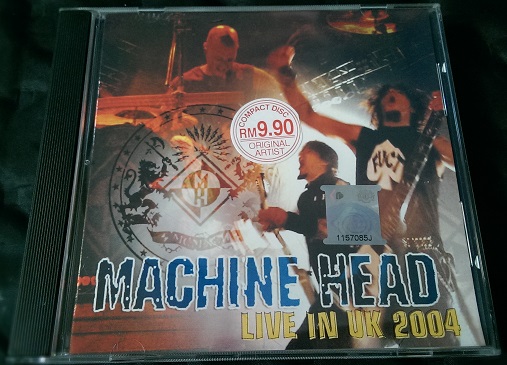 COMPACT DISC
RM9.90
ORIGINAL
ARTIST
1157085J
MACHINE HEAD
LIVE IN UK 2004